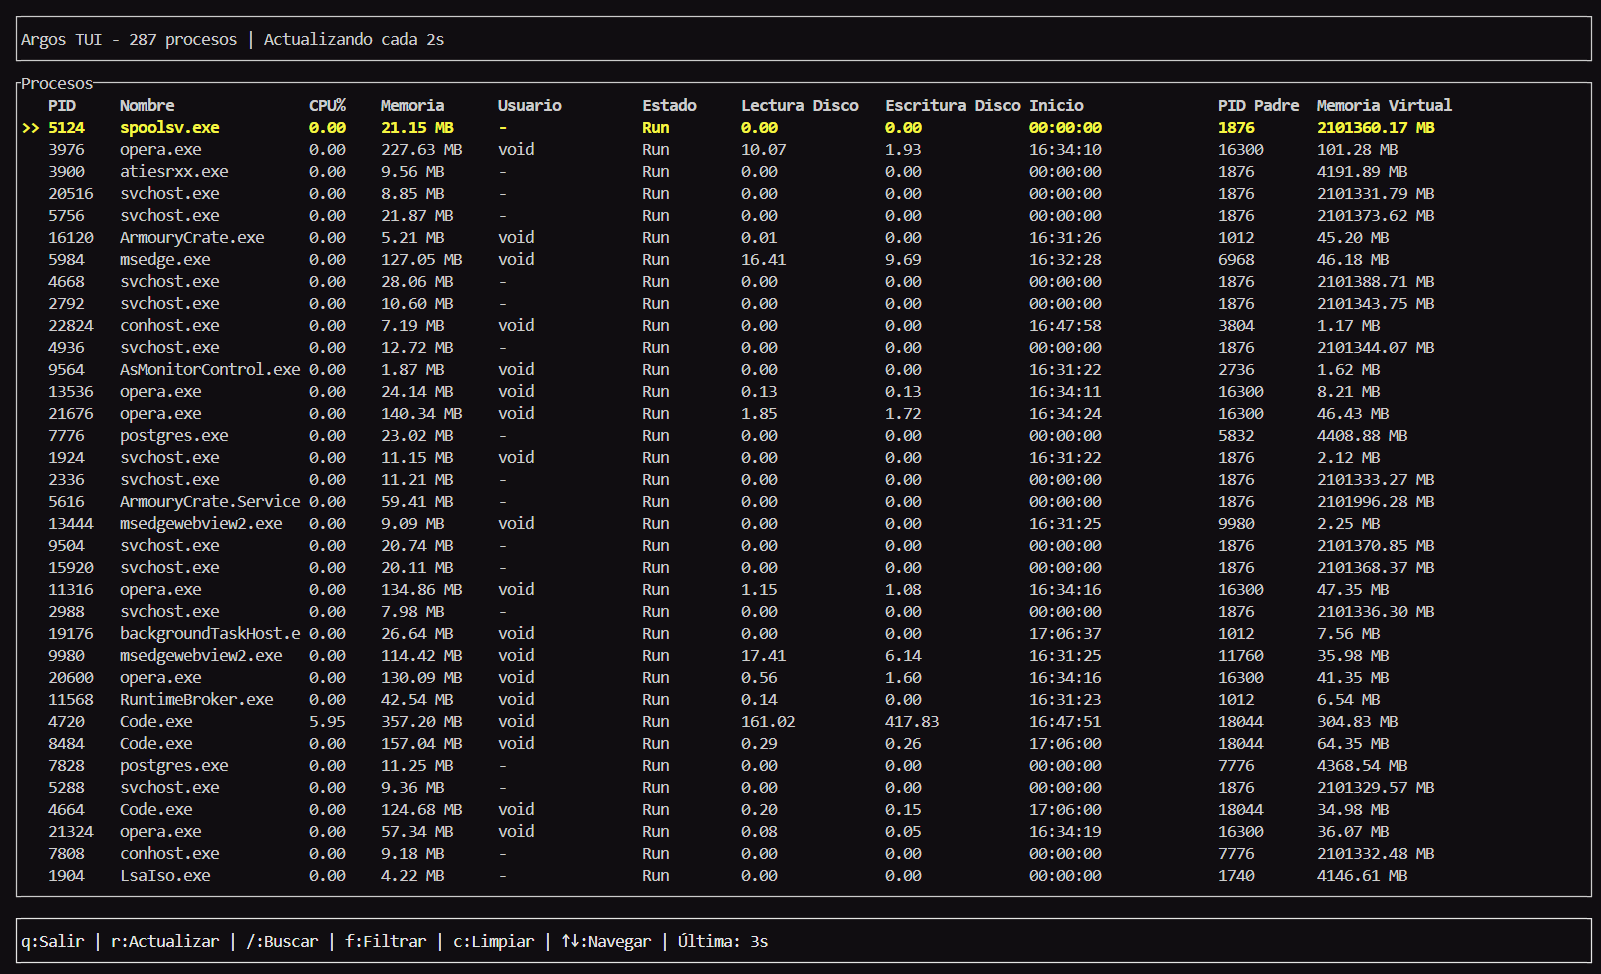 Argos TUI - 287 procesos | Actualizando cada 2s
Procesos
PID Nombre CPU% Memoria Usuario Estado Lectura Disco Escritura Disco Inicio PID Padre Memoria Virtual
>> 5124 spoolsv.exe 0.00 21.15 MB - Run 0.00 0.00 00:00:00 1876 2101360.17 MB
3976 opera.exe 0.00 227.63 MB void Run 10.07 1.93 16:34:10 16300 101.28 MB
3900 atiesrxx.exe 0.00 9.56 MB - Run 0.00 0.00 00:00:00 1876 4191.89 MB
20516 svchost.exe 0.00 8.85 MB - Run 0.00 0.00 00:00:00 1876 2101331.79 MB
5756 svchost.exe 0.00 21.87 MB - Run 0.00 0.00 00:00:00 1876 2101373.62 MB
16120 ArmouryCrate.exe 0.00 5.21 MB void Run 0.01 0.00 16:31:26 1012 45.20 MB
5984 msedge.exe 0.00 127.05 MB void Run 16.41 9.69 16:32:28 6968 46.18 MB
4668 svchost.exe 0.00 28.06 MB - Run 0.00 0.00 00:00:00 1876 2101388.71 MB
2792 svchost.exe 0.00 10.60 MB - Run 0.00 0.00 00:00:00 1876 2101343.75 MB
22824 conhost.exe 0.00 7.19 MB void Run 0.00 0.00 16:47:58 3804 1.17 MB
4936 svchost.exe 0.00 12.72 MB - Run 0.00 0.00 00:00:00 1876 2101344.07 MB
9564 AsMonitorControl.exe 0.00 1.87 MB void Run 0.00 0.00 16:31:22 2736 1.62 MB
13536 opera.exe 0.00 24.14 MB void Run 0.13 0.13 16:34:11 16300 8.21 MB
21676 opera.exe 0.00 140.34 MB void Run 1.85 1.72 16:34:24 16300 46.43 MB
7776 postgres.exe 0.00 23.02 MB - Run 0.00 0.00 00:00:00 5832 4408.88 MB
1924 svchost.exe 0.00 11.15 MB void Run 0.00 0.00 16:31:22 1876 2.12 MB
2336 svchost.exe 0.00 11.21 MB - Run 0.00 0.00 00:00:00 1876 2101333.27 MB
5616 ArmouryCrate.Service 0.00 59.41 MB - Run 0.00 0.00 00:00:00 1876 2101996.28 MB
13444 msedgewebview2.exe 0.00 9.09 MB void Run 0.00 0.00 16:31:25 9980 2.25 MB
9504 svchost.exe 0.00 20.74 MB - Run 0.00 0.00 00:00:00 1876 2101370.85 MB
15920 svchost.exe 0.00 20.11 MB - Run 0.00 0.00 00:00:00 1876 2101368.37 MB
11316 opera.exe 0.00 134.86 MB void Run 1.15 1.08 16:34:16 16300 47.35 MB
2988 svchost.exe 0.00 7.98 MB - Run 0.00 0.00 00:00:00 1876 2101336.30 MB
19176 backgroundTaskHost.e 0.00 26.64 MB void Run 0.00 0.00 17:06:37 1012 7.56 MB
9980 msedgewebview2.exe 0.00 114.42 MB void Run 17.41 6.14 16:31:25 11760 35.98 MB
20600 opera.exe 0.00 130.09 MB void Run 0.56 1.60 16:34:16 16300 41.35 MB
11568 RuntimeBroker.exe 0.00 42.54 MB void Run 0.14 0.00 16:31:23 1012 6.54 MB
4720 Code.exe 5.95 357.20 MB void Run 161.02 417.83 16:47:51 18044 304.83 MB
8484 Code.exe 0.00 157.04 MB void Run 0.29 0.26 17:06:00 18044 64.35 MB
7828 postgres.exe 0.00 11.25 MB - Run 0.00 0.00 00:00:00 7776 4368.54 MB
5288 svchost.exe 0.00 9.36 MB - Run 0.00 0.00 00:00:00 1876 2101329.57 MB
4664 Code.exe 0.00 124.68 MB void Run 0.20 0.15 17:06:00 18044 34.98 MB
21324 opera.exe 0.00 57.34 MB void Run 0.08 0.05 16:34:19 16300 36.07 MB
7808 conhost.exe 0.00 9.18 MB - Run 0.00 0.00 00:00:00 7776 2101332.48 MB
1904 LsaIso.exe 0.00 4.22 MB - Run 0.00 0.00 00:00:00 1740 4146.61 MB
q:Salir | r:Actualizar | /:Buscar | f:Filtrar | c:Limpiar | ↑↓:Navegar | Última: 3s